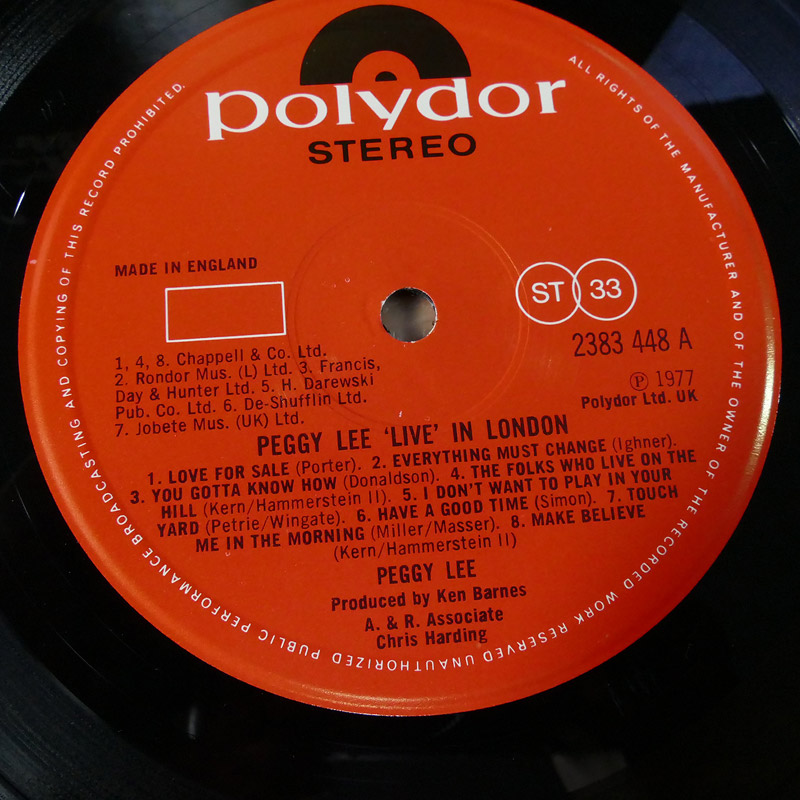 polydor
STEREO
MADE IN ENGLAND
ST 33
2383 448 A
℗ 1977
Polydor Ltd. UK
1, 4, 8. Chappell & Co. Ltd.
2. Rondor Mus. (L) Ltd. 3. Francis,
Day & Hunter Ltd. 5. H. Darewski
Pub. Co. Ltd. 6. De-Shufflin Ltd.
7. Jobete Mus. (UK) Ltd.
PEGGY LEE 'LIVE' IN LONDON
1. LOVE FOR SALE (Porter). 2. EVERYTHING MUST CHANGE (Ighner).
3. YOU GOTTA KNOW HOW (Donaldson). 4. THE FOLKS WHO LIVE ON THE
HILL (Kern/Hammerstein II). 5. I DON'T WANT TO PLAY IN YOUR
YARD (Petrie/Wingate). 6. HAVE A GOOD TIME (Simon). 7. TOUCH
ME IN THE MORNING (Miller/Masser). 8. MAKE BELIEVE
(Kern/Hammerstein II)
PEGGY LEE
Produced by Ken Barnes
A. & R. Associate
Chris Harding
ALL RIGHTS OF THE MANUFACTURER AND OF THE OWNER OF THE RECORDED WORK RESERVED UNAUTHORIZED PUBLIC PERFORMANCE BROADCASTING AND COPYING OF THIS RECORD PROHIBITED.